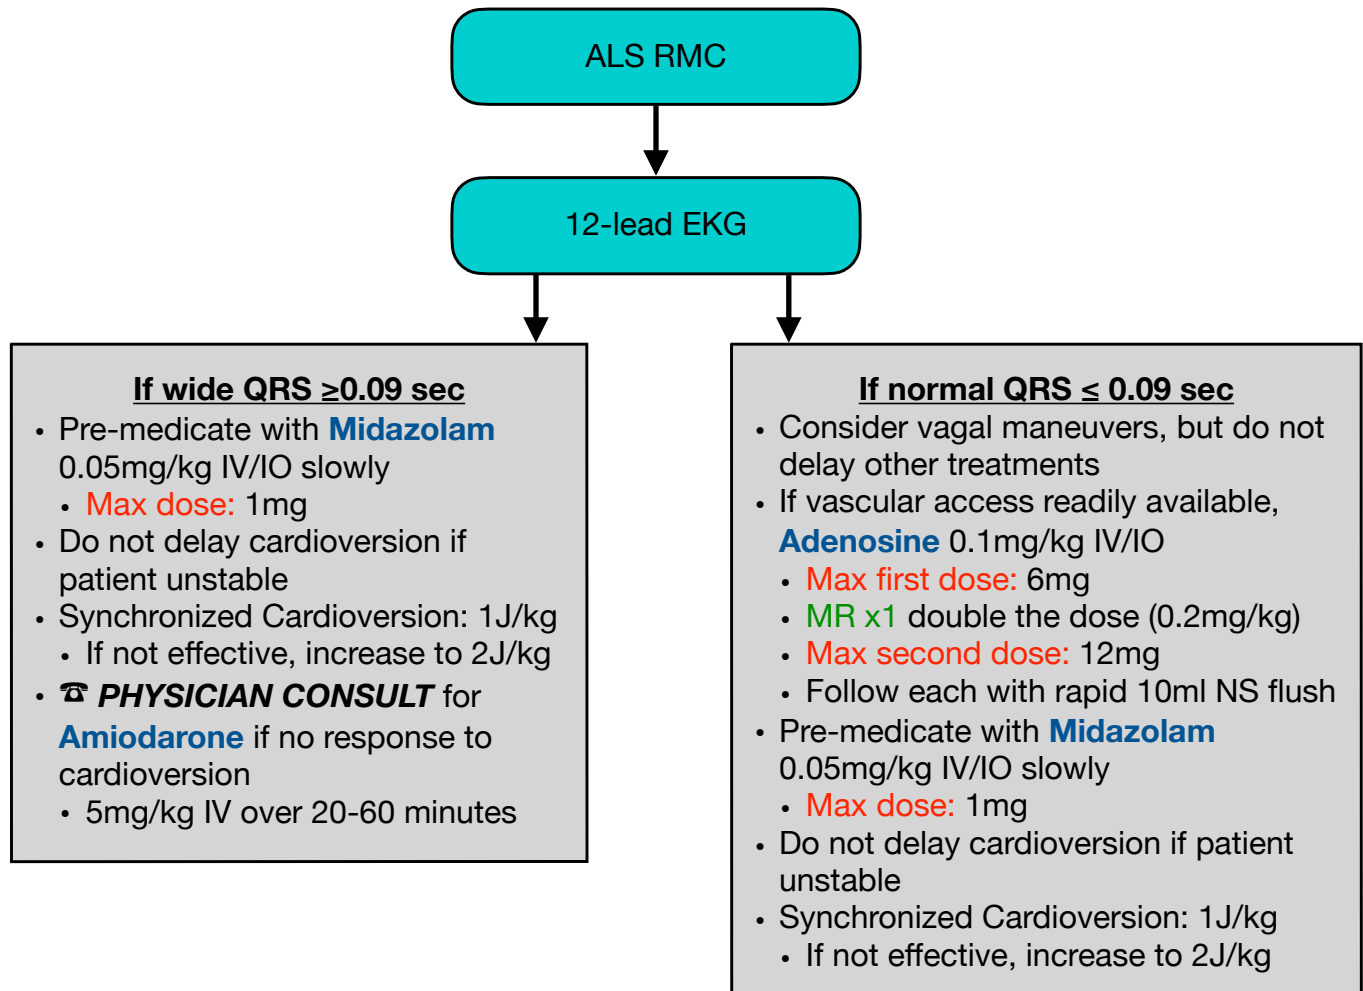 ALS RMC
12-lead EKG
If wide QRS ≥0.09 sec
• Pre-medicate with Midazolam
0.05mg/kg IV/IO slowly
• Max dose: 1mg
• Do not delay cardioversion if
patient unstable
• Synchronized Cardioversion: 1J/kg
• If not effective, increase to 2J/kg
• ☎ PHYSICIAN CONSULT for
Amiodarone if no response to
cardioversion
• 5mg/kg IV over 20-60 minutes
If normal QRS ≤ 0.09 sec
• Consider vagal maneuvers, but do not
delay other treatments
• If vascular access readily available,
Adenosine 0.1mg/kg IV/IO
• Max first dose: 6mg
• MR x1 double the dose (0.2mg/kg)
• Max second dose: 12mg
• Follow each with rapid 10ml NS flush
• Pre-medicate with Midazolam
0.05mg/kg IV/IO slowly
• Max dose: 1mg
• Do not delay cardioversion if patient
unstable
• Synchronized Cardioversion: 1J/kg
• If not effective, increase to 2J/kg